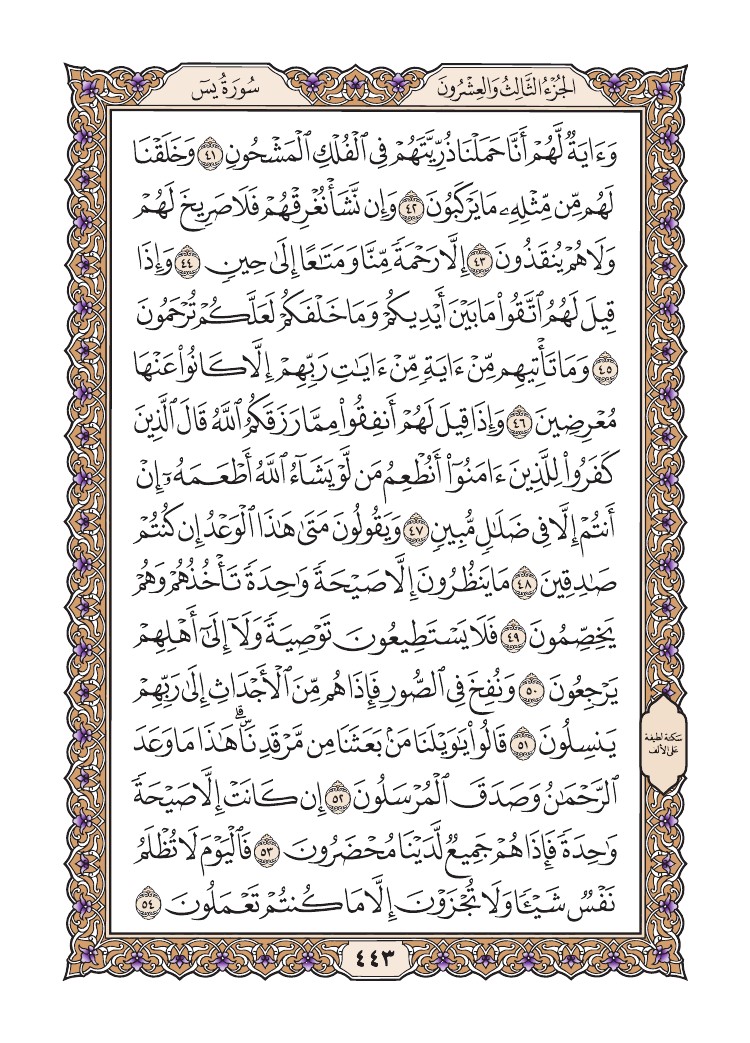 الجُزْءُ الثَّالِثُ وَالعِشْرُونَ
سُورَةُ يسٓ
وَءَايَةٌ لَّهُمْ أَنَّا حَمَلْنَا ذُرِّيَّتَهُمْ فِي ٱلْفُلْكِ ٱلْمَشْحُونِ ٤١ وَخَلَقْنَا
لَهُم مِّن مِّثْلِهِۦ مَا يَرْكَبُونَ ٤٢ وَإِن نَّشَأْ نُغْرِقْهُمْ فَلَا صَرِيخَ لَهُمْ
وَلَا هُمْ يُنقَذُونَ ٤٣ إِلَّا رَحْمَةً مِّنَّا وَمَتَٰعًا إِلَىٰ حِينٍ ٤٤ وَإِذَا
قِيلَ لَهُمُ ٱتَّقُوا۟ مَا بَيْنَ أَيْدِيكُمْ وَمَا خَلْفَكُمْ لَعَلَّكُمْ تُرْحَمُونَ
٤٥ وَمَا تَأْتِيهِم مِّنْ ءَايَةٍ مِّنْ ءَايَٰتِ رَبِّهِمْ إِلَّا كَانُوا۟ عَنْهَا
مُعْرِضِينَ ٤٦ وَإِذَا قِيلَ لَهُمْ أَنفِقُوا۟ مِمَّا رَزَقَكُمُ ٱللَّهُ قَالَ ٱلَّذِينَ
كَفَرُوا۟ لِلَّذِينَ ءَامَنُوٓا۟ أَنُطْعِمُ مَن لَّوْ يَشَآءُ ٱللَّهُ أَطْعَمَهُۥٓ إِنْ
أَنتُمْ إِلَّا فِي ضَلَٰلٍ مُّبِينٍ ٤٧ وَيَقُولُونَ مَتَىٰ هَٰذَا ٱلْوَعْدُ إِن كُنتُمْ
صَٰدِقِينَ ٤٨ مَا يَنظُرُونَ إِلَّا صَيْحَةً وَٰحِدَةً تَأْخُذُهُمْ وَهُمْ
يَخِصِّمُونَ ٤٩ فَلَا يَسْتَطِيعُونَ تَوْصِيَةً وَلَآ إِلَىٰٓ أَهْلِهِمْ
يَرْجِعُونَ ٥٠ وَنُفِخَ فِي ٱلصُّورِ فَإِذَا هُم مِّنَ ٱلْأَجْدَاثِ إِلَىٰ رَبِّهِمْ
يَنسِلُونَ ٥١ قَالُوا۟ يَٰوَيْلَنَا مَنۢ بَعَثَنَا مِن مَّرْقَدِنَا ۜ ۗ هَٰذَا مَا وَعَدَ
ٱلرَّحْمَٰنُ وَصَدَقَ ٱلْمُرْسَلُونَ ٥٢ إِن كَانَتْ إِلَّا صَيْحَةً
وَٰحِدَةً فَإِذَا هُمْ جَمِيعٌ لَّدَيْنَا مُحْضَرُونَ ٥٣ فَٱلْيَوْمَ لَا تُظْلَمُ
نَفْسٌ شَيْـًٔا وَلَا تُجْزَوْنَ إِلَّا مَا كُنتُمْ تَعْمَلُونَ ٥٤
سكتة لطيفة
على الألف
٤٤٣